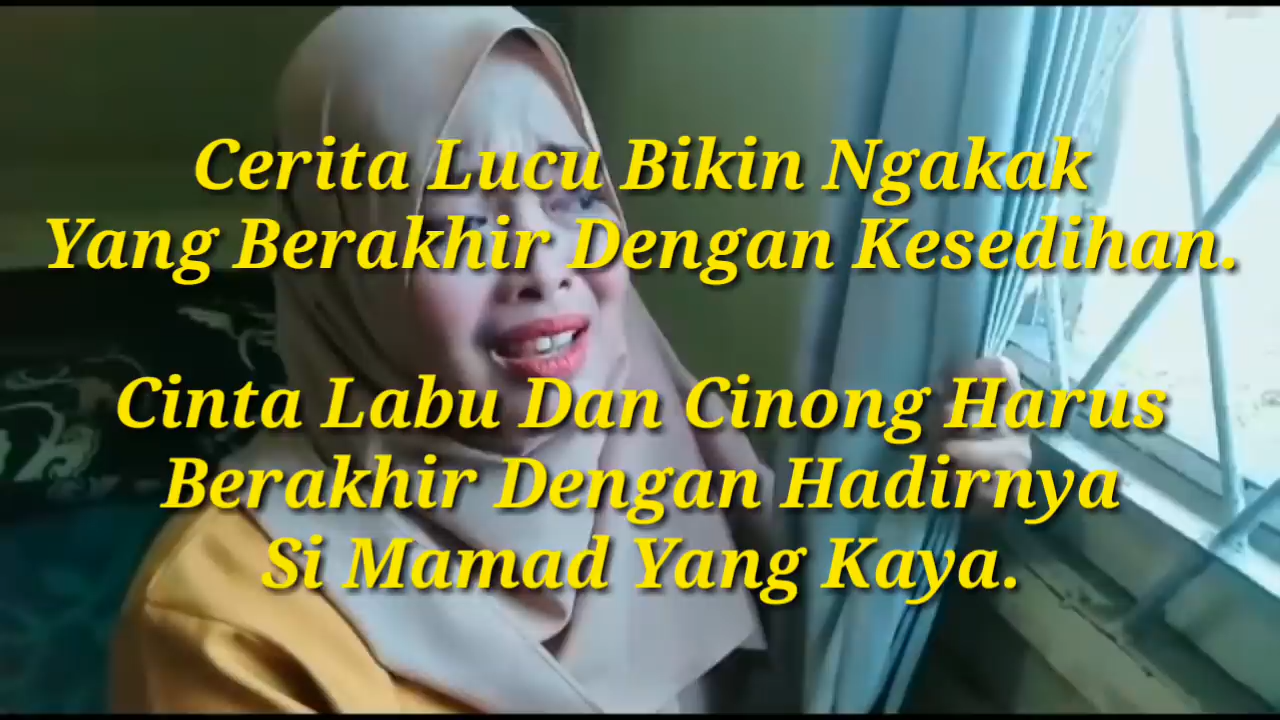 Cerita Lucu Bikin Ngakak
Yang Berakhir Dengan Kesedihan.
Cinta Labu Dan Cinong Harus
Berakhir Dengan Hadirnya
Si Mamad Yang Kaya.